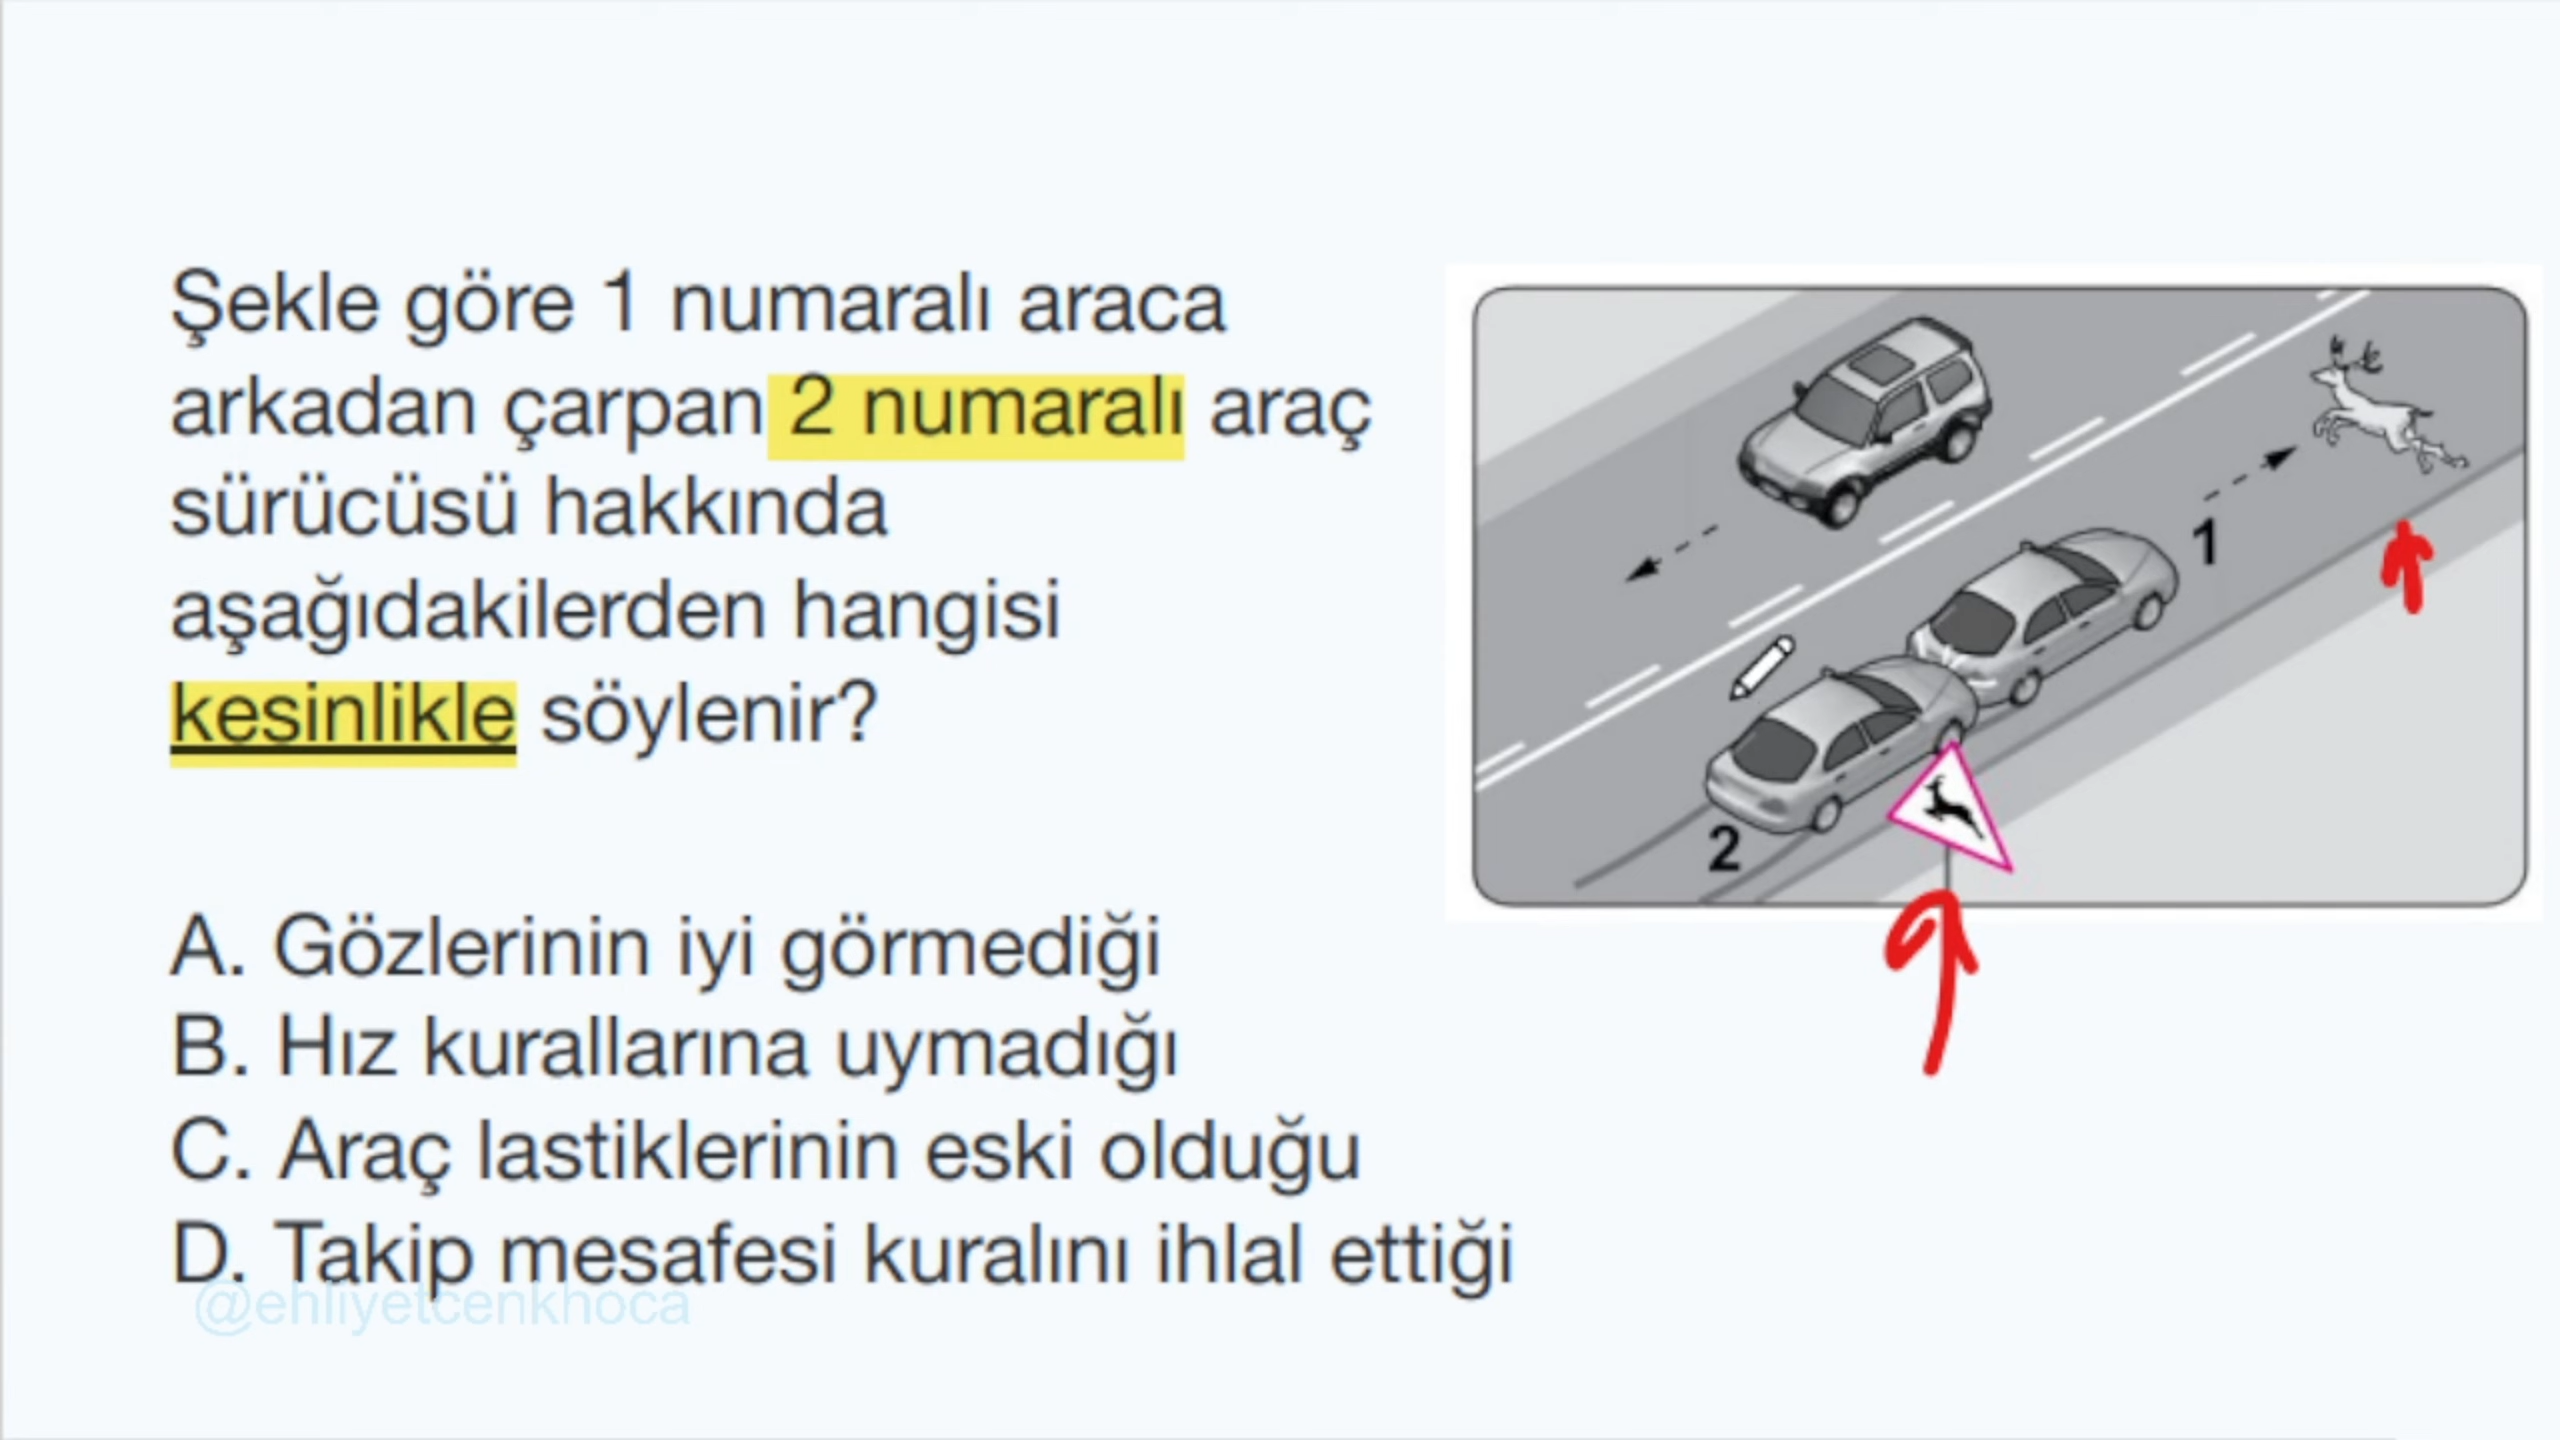 Şekle göre 1 numaralı araca
arkadan çarpan 2 numaralı araç
sürücüsü hakkında
aşağıdakilerden hangisi
kesinlikle söylenir?
A. Gözlerinin iyi görmediği
B. Hız kurallarına uymadığı
C. Araç lastiklerinin eski olduğu
D. Takip mesafesi kuralını ihlal ettiği
@ehliyetcenkhoca
1
2